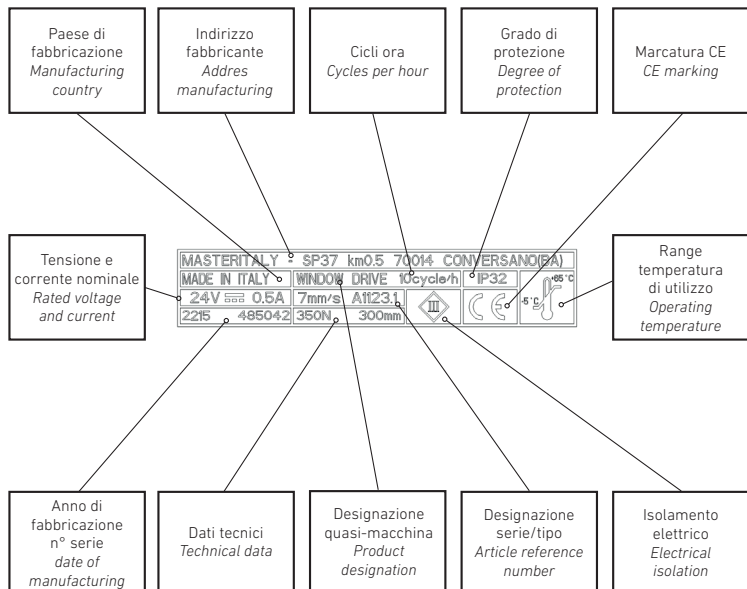 Paese di
fabbricazione
Manufacturing
country
Indirizzo
fabbricante
Addres
manufacturing
Cicli ora
Cycles per hour
Grado di
protezione
Degree of
protection
Marcatura CE
CE marking
Tensione e
corrente nominale
Rated voltage
and current
MASTERITALY - SP37 km0.5 70014 CONVERSANO(BA)
MADE IN ITALY WINDOW DRIVE 10cycle/h IP32
24V 0.5A 7mm/s A1123.1
2215 485042 350N 300mm
III
CE
+65°C
-5°C
Range
temperatura
di utilizzo
Operating
temperature
Anno di
fabbricazione
n° serie
date of
manufacturing
Dati tecnici
Technical data
Designazione
quasi-macchina
Product
designation
Designazione
serie/tipo
Article reference
number
Isolamento
elettrico
Electrical
isolation